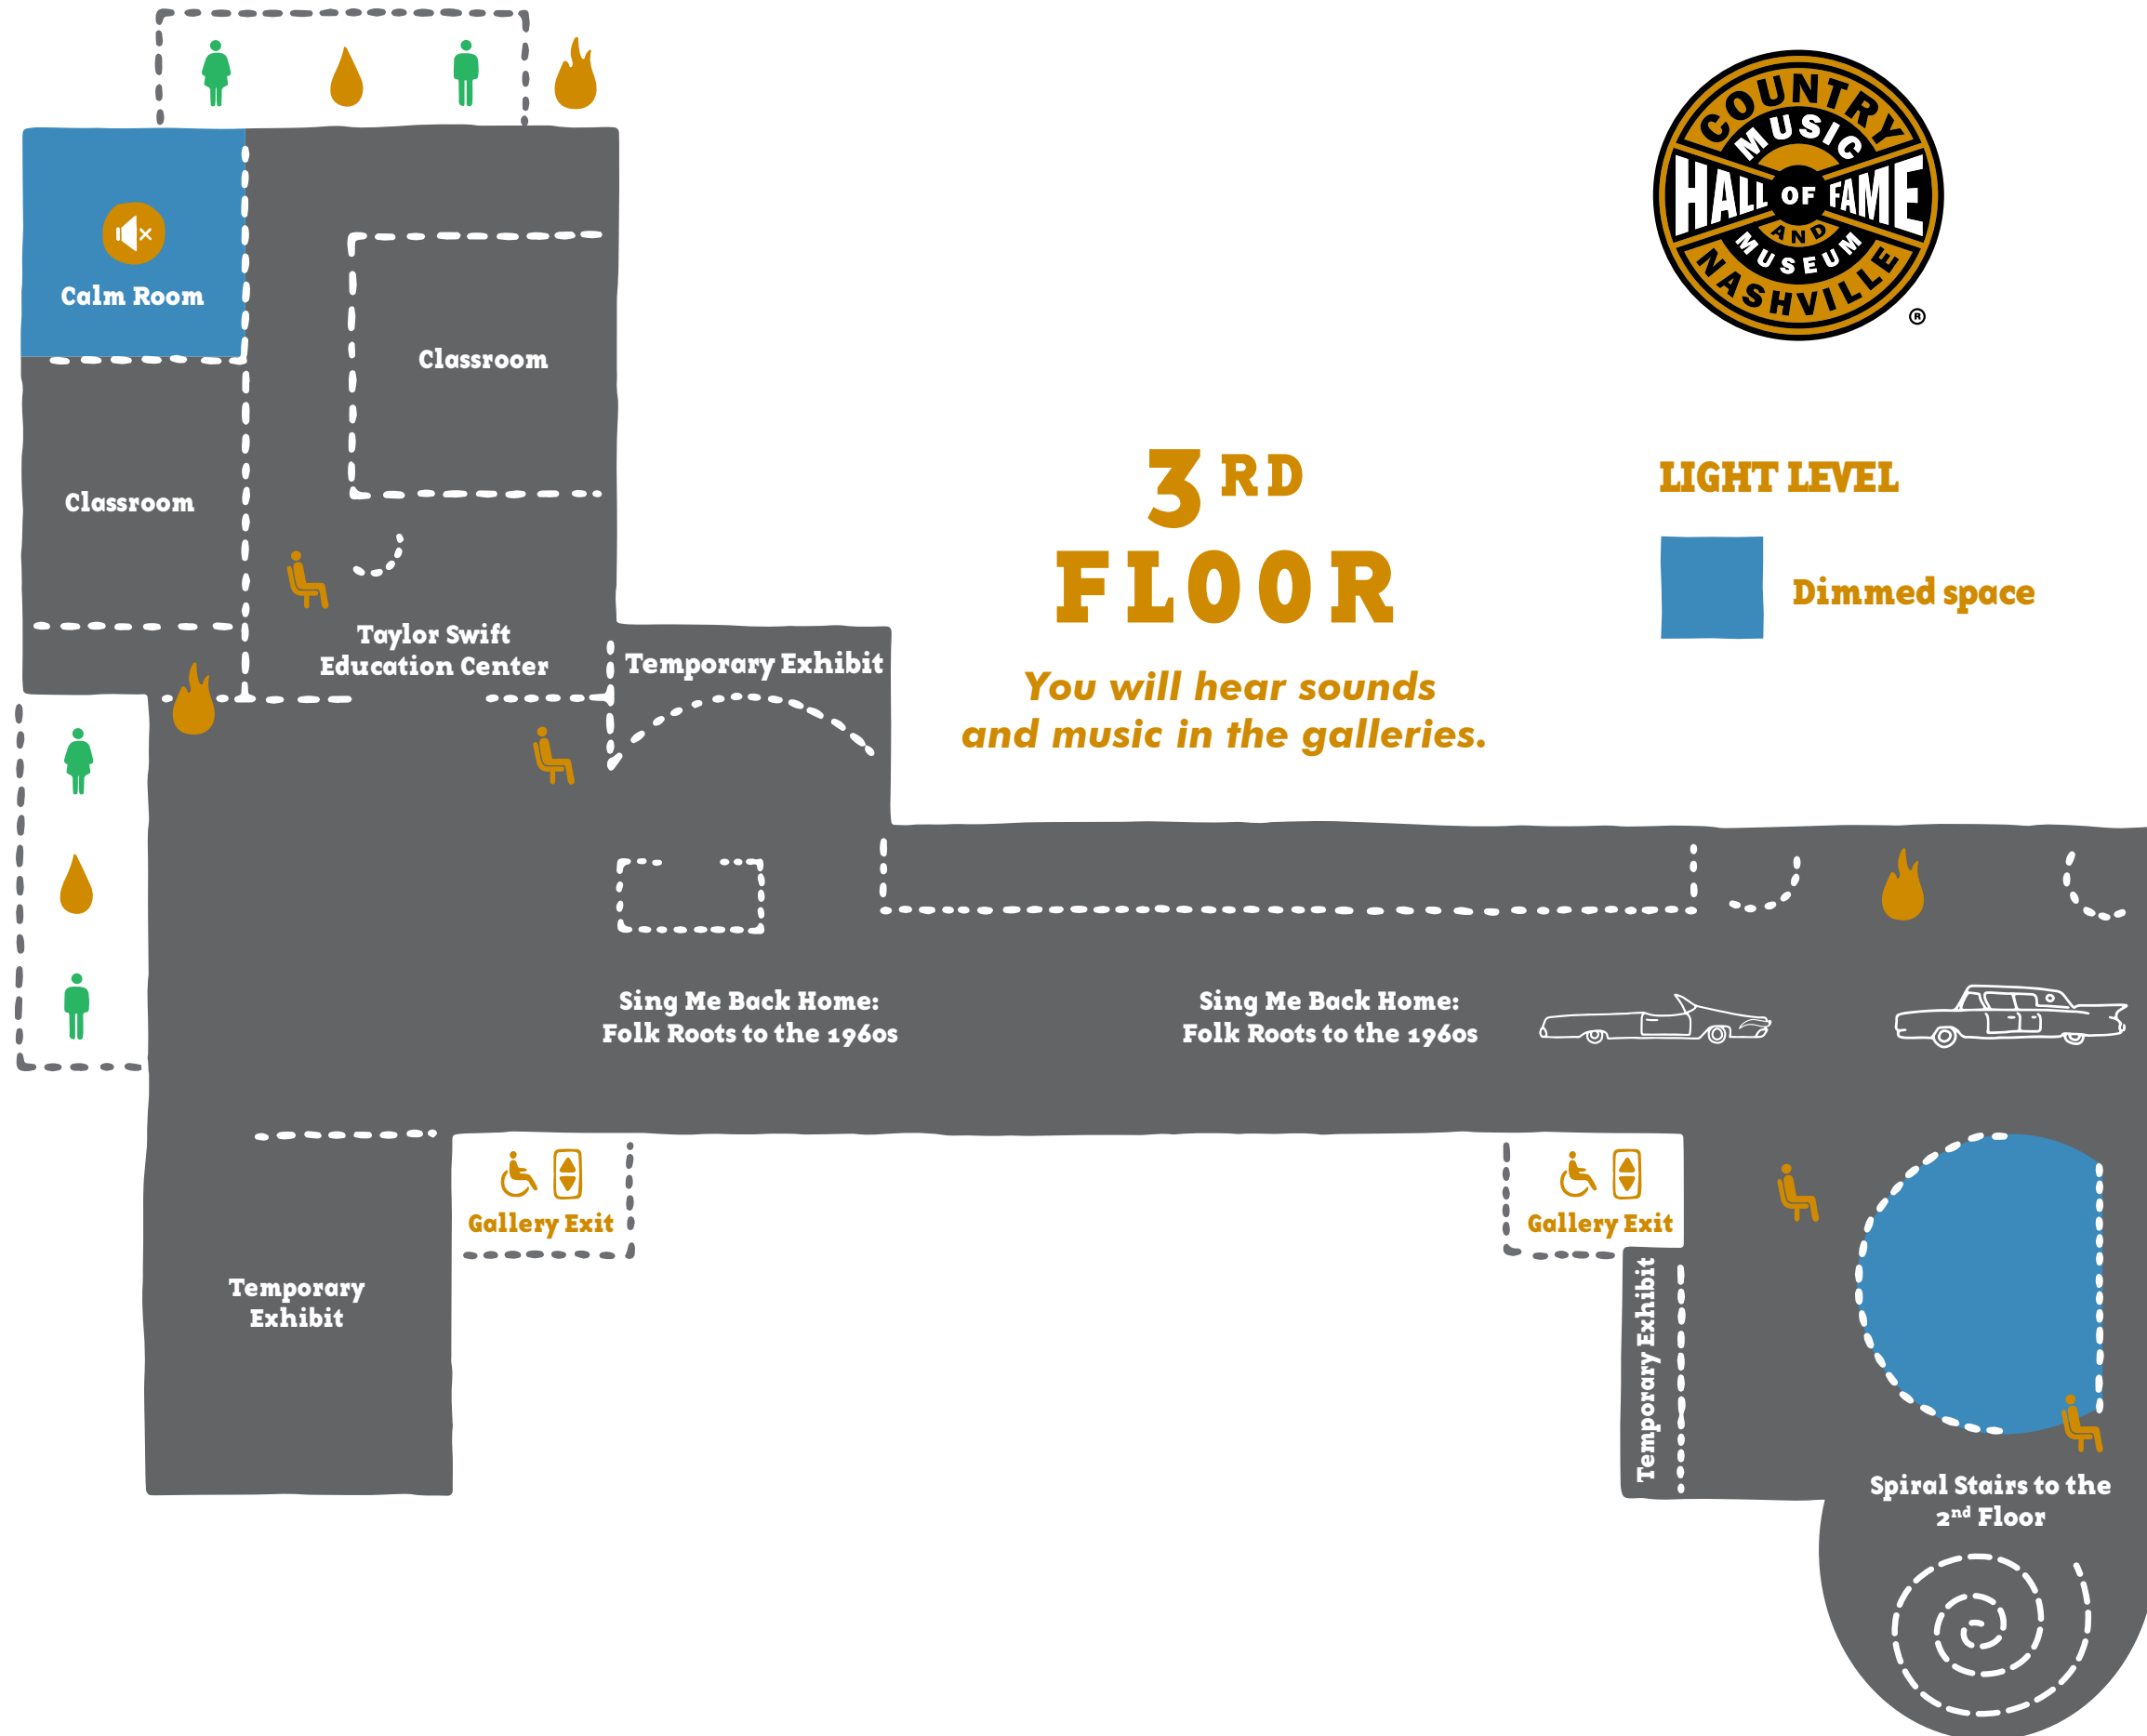 COUNTRY
MUSIC
HALL OF FAME
AND
MUSEUM
NASHVILLE
®
Calm Room
Classroom
Classroom
3RD
FLOOR
You will hear sounds
and music in the galleries.
LIGHT LEVEL
Dimmed space
Taylor Swift
Education Center
Temporary Exhibit
Sing Me Back Home:
Folk Roots to the 1960s
Sing Me Back Home:
Folk Roots to the 1960s
Gallery Exit
Gallery Exit
Temporary
Exhibit
Temporary Exhibit
Spiral Stairs to the
2nd Floor